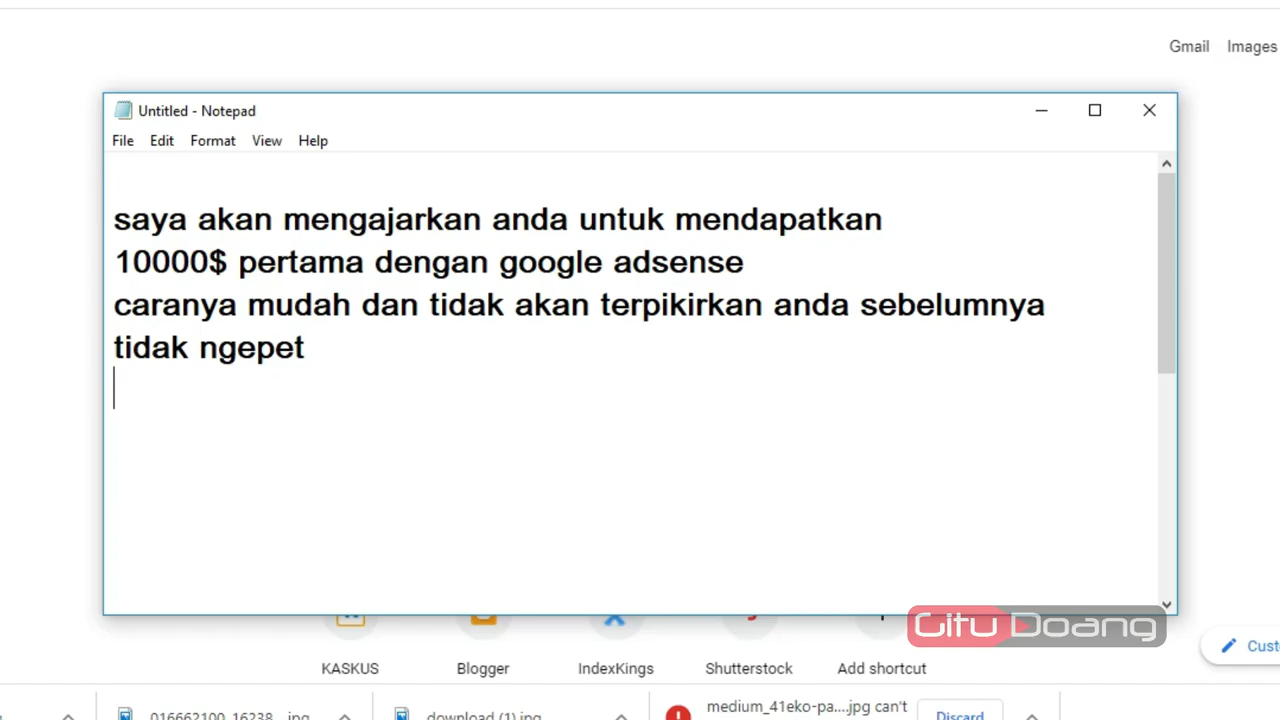 Gmail Images
Untitled - Notepad
File Edit Format View Help
saya akan mengajarkan anda untuk mendapatkan
10000$ pertama dengan google adsense
caranya mudah dan tidak akan terpikirkan anda sebelumnya
tidak ngepet
Gitu Doang
KASKUS Blogger IndexKings Shutterstock Add shortcut
016662100_16238....jpg download (1).jpg medium_41eko-pa....jpg can't
Discard